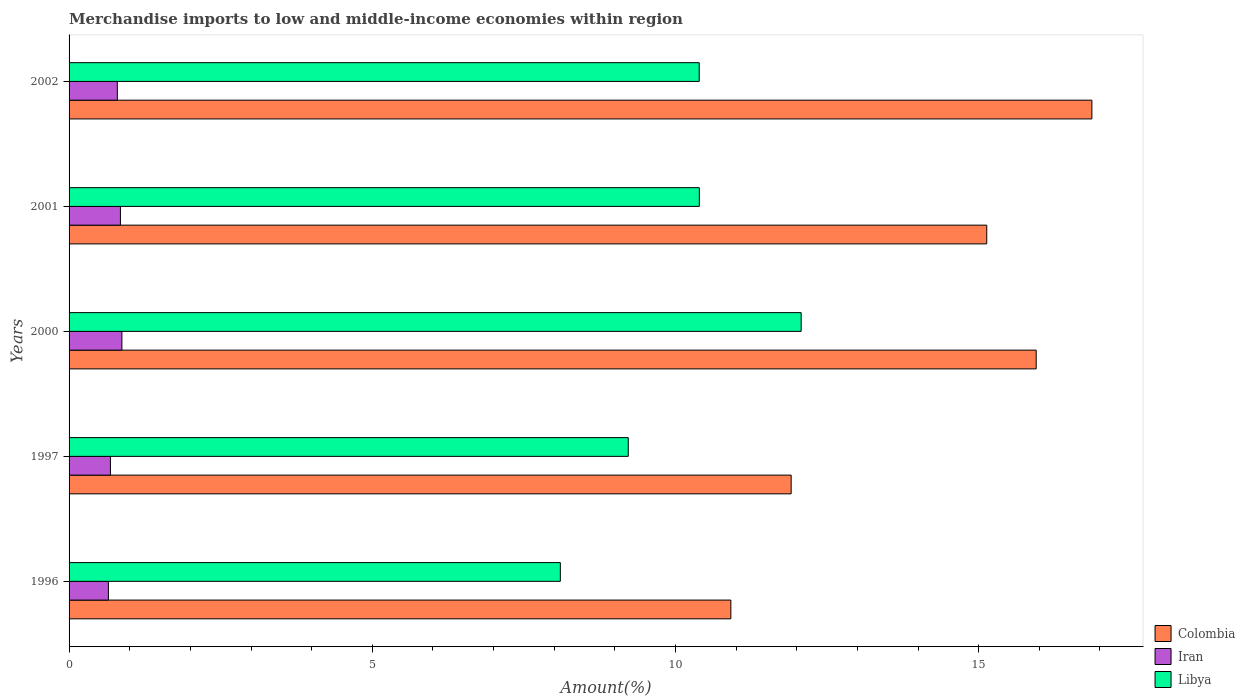 Merchandise imports to low and middle-income economies within region
2002
2001
2000
1997
1996
Years
0
5
10
15
Amount(%)
Colombia
Iran
Libya